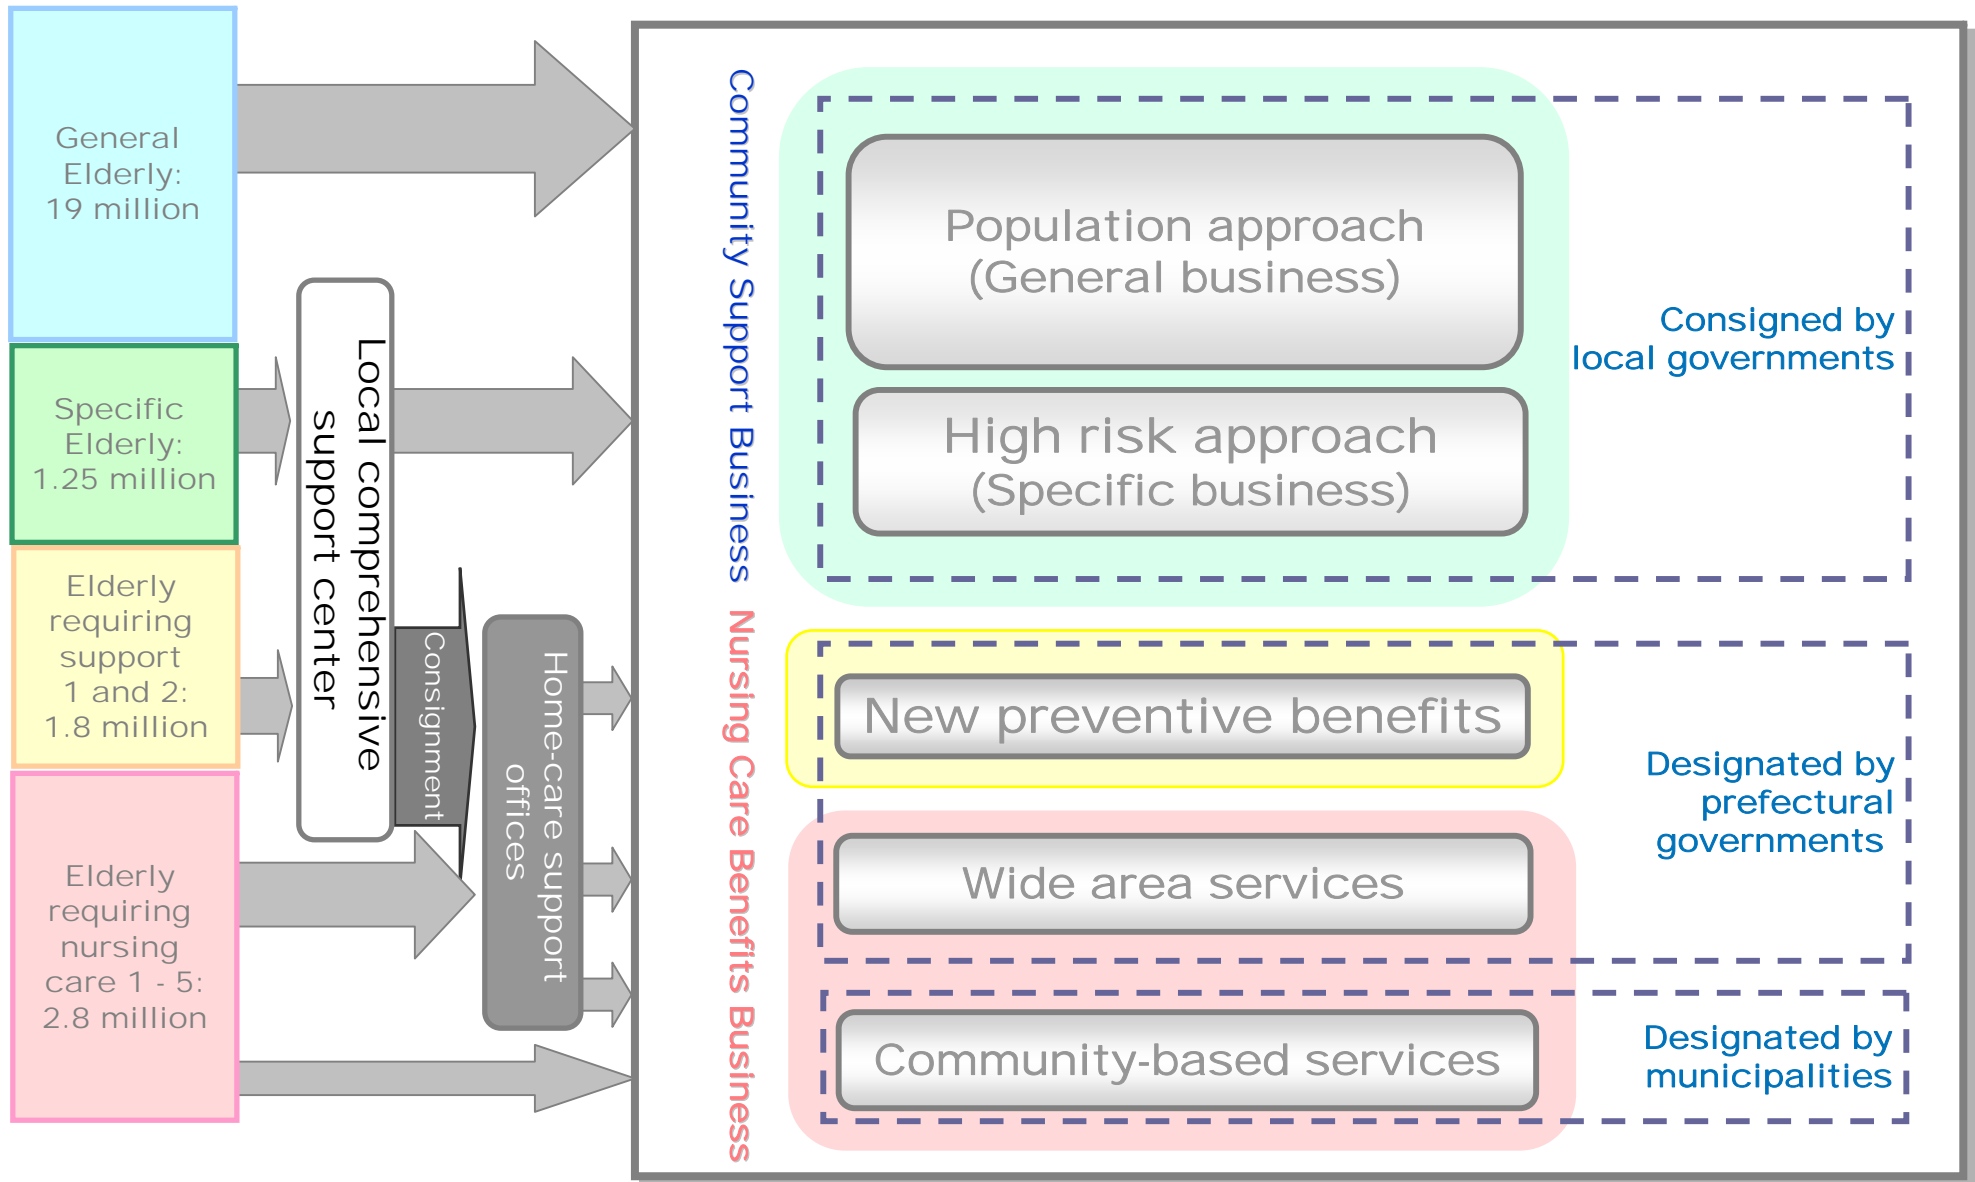 General
Elderly:
19 million
Specific
Elderly:
1.25 million
Elderly
requiring
support
1 and 2:
1.8 million
Elderly
requiring
nursing
care 1 - 5:
2.8 million
Local comprehensive
support center
Consignment
Home-care support
offices
Community Support Business
Nursing Care Benefits Business
Population approach
(General business)
High risk approach
(Specific business)
Consigned by
local governments
New preventive benefits
Wide area services
Designated by
prefectural
governments
Community-based services
Designated by
municipalities